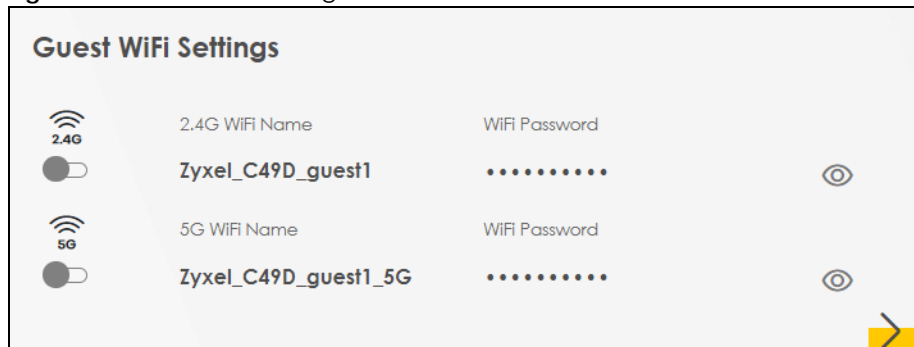 Guest WiFi Settings
2.4G
2.4G WiFi Name WiFi Password
Zyxel_C49D_guest1 ••••••••••
5G
5G WiFi Name WiFi Password
Zyxel_C49D_guest1_5G ••••••••••